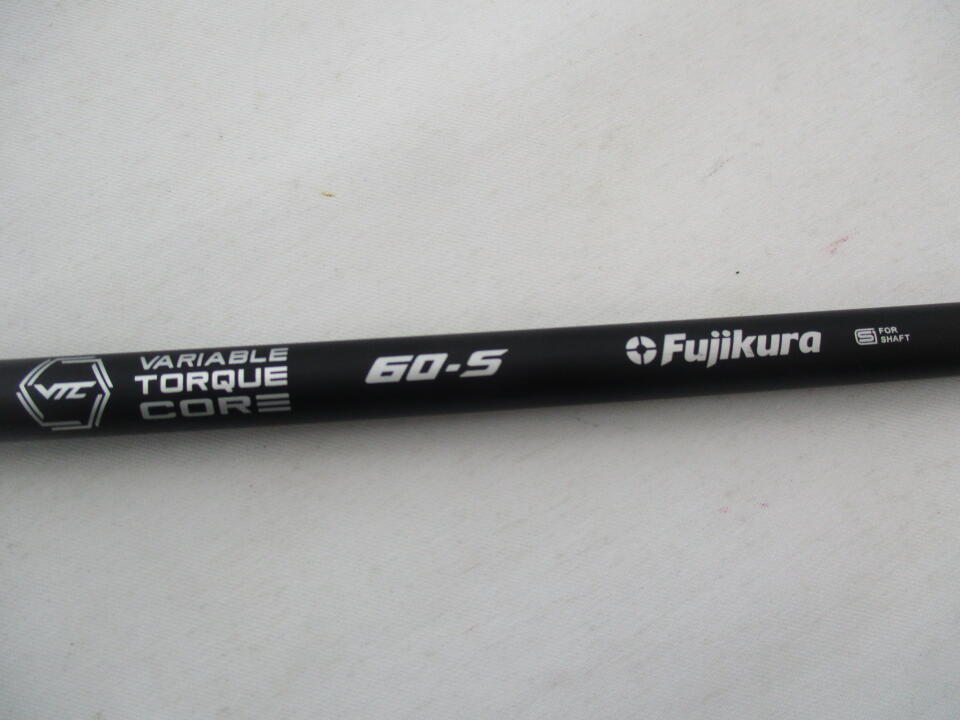 VTC
VARIABLE
TORQUE
CORE
60-S
Fujikura
S FOR
SHAFT